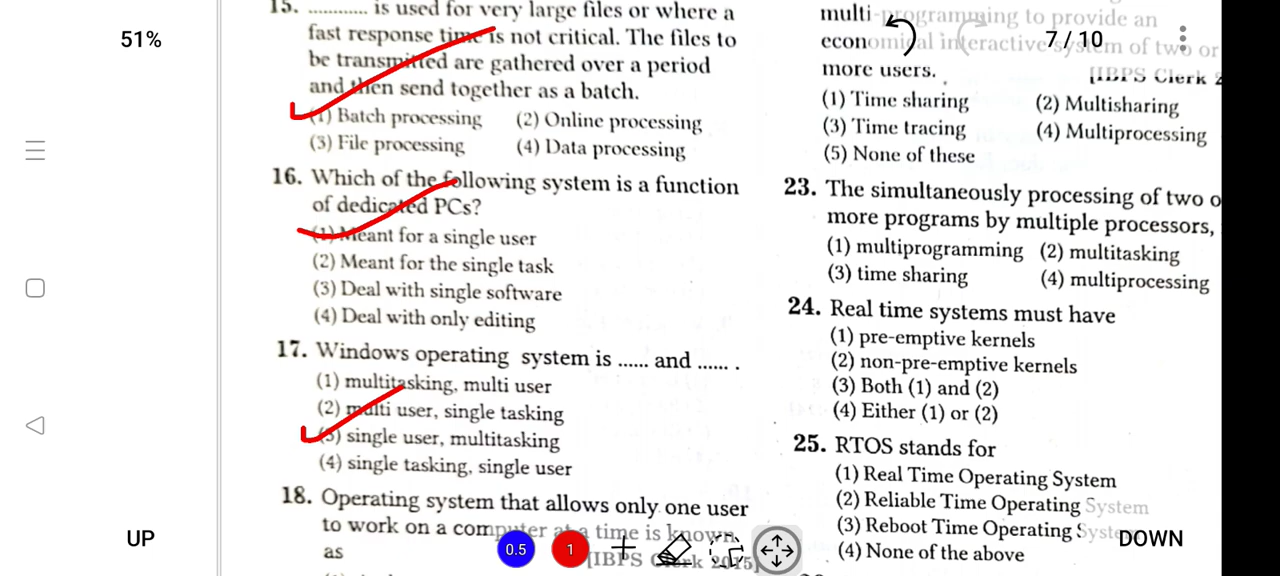 51%
UP
15. ............ is used for very large files or where a
fast response time is not critical. The files to
be transmitted are gathered over a period
and then send together as a batch.
(1) Batch processing (2) Online processing
(3) File processing (4) Data processing
16. Which of the following system is a function
of dedicated PCs?
(1) Meant for a single user
(2) Meant for the single task
(3) Deal with single software
(4) Deal with only editing
17. Windows operating system is ...... and ...... .
(1) multitasking, multi user
(2) multi user, single tasking
(3) single user, multitasking
(4) single tasking, single user
18. Operating system that allows only one user
to work on a computer at a time is known
as [IBPS Clerk 2015]
0.5
1
multi-programming to provide an
economical interactive system of two or
more users. [IBPS Clerk 2
(1) Time sharing (2) Multisharing
(3) Time tracing (4) Multiprocessing
(5) None of these
23. The simultaneously processing of two o
more programs by multiple processors,
(1) multiprogramming (2) multitasking
(3) time sharing (4) multiprocessing
24. Real time systems must have
(1) pre-emptive kernels
(2) non-pre-emptive kernels
(3) Both (1) and (2)
(4) Either (1) or (2)
25. RTOS stands for
(1) Real Time Operating System
(2) Reliable Time Operating System
(3) Reboot Time Operating System
(4) None of the above
7 / 10
DOWN